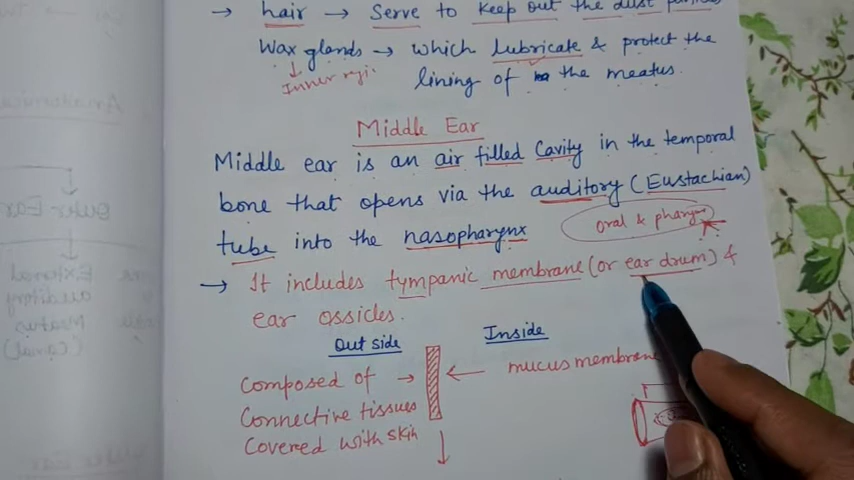 → hair → Serve to keep out the dust
Wax glands → which lubricate & protect the
Inner
lining of the meatus.
Middle Ear
Middle ear is an air filled cavity in the temporal
bone that opens via the auditory (Eustachian)
tube into the nasopharynx
oral & pharynx
→ It includes tympanic membrane (or ear drum) &
ear ossicles.
Out side
Inside
Composed of →
← mucus membrane
Connective tissues
Covered with skin